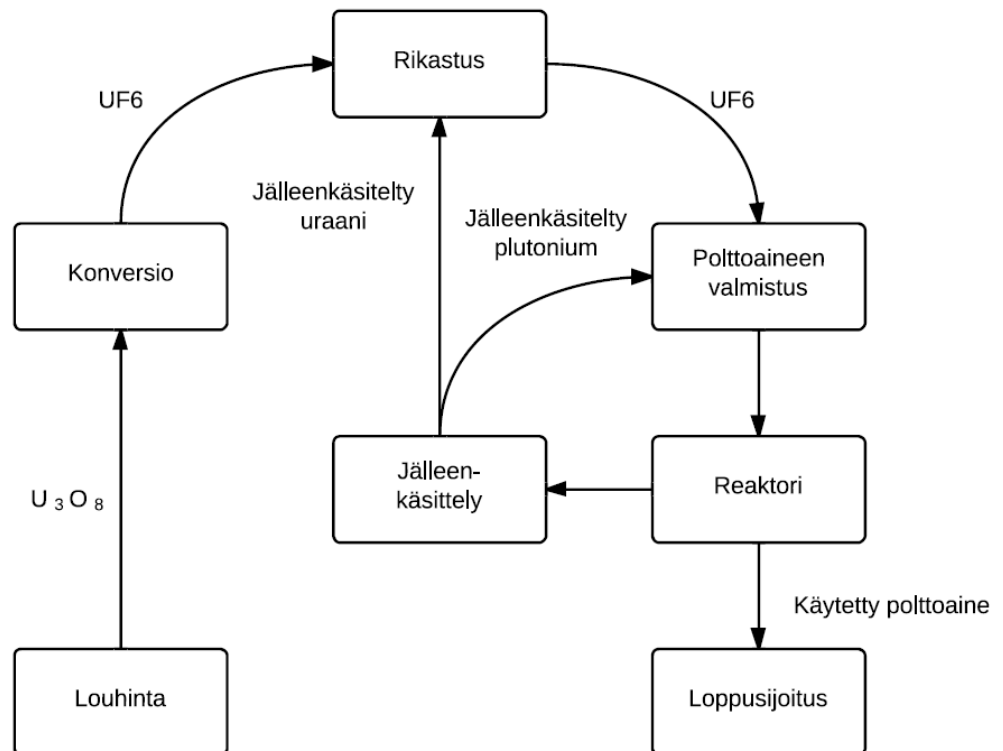 Rikastus
UF6
UF6
Jälleenkäsitelty
uraani
Jälleenkäsitelty
plutonium
Konversio
Polttoaineen
valmistus
Jälleen-
käsittely
Reaktori
U 3 O 8
Käytetty polttoaine
Louhinta
Loppusijoitus